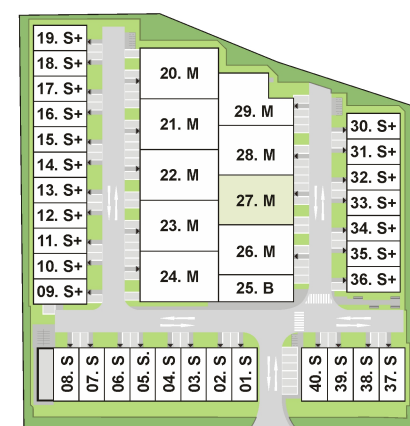 19. S+
18. S+
17. S+
16. S+
15. S+
14. S+
13. S+
12. S+
11. S+
10. S+
09. S+
20. M
21. M
22. M
23. M
24. M
29. M
28. M
27. M
26. M
25. B
30. S+
31. S+
32. S+
33. S+
34. S+
35. S+
36. S+
08. S
07. S
06. S
05. S.
04. S
03. S
02. S
01. S
40. S
39. S
38. S
37. S